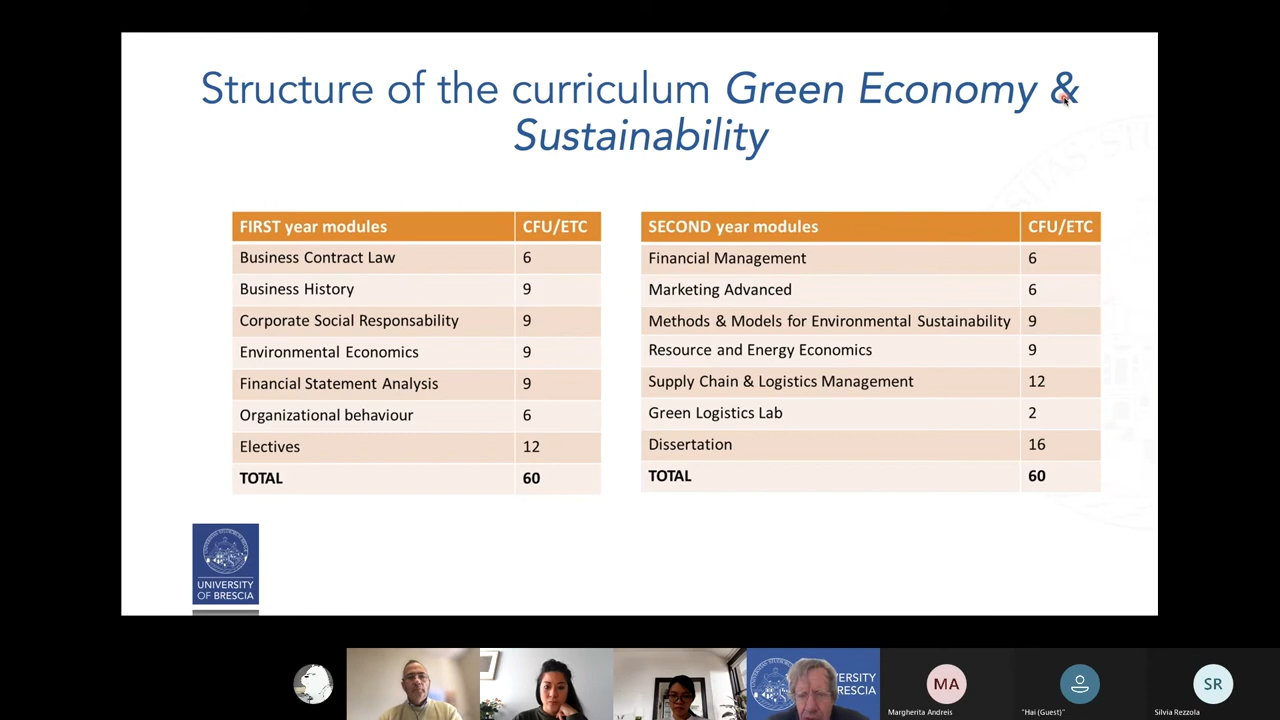 Structure of the curriculum Green Economy &
Sustainability
FIRST year modules CFU/ETC
Business Contract Law 6
Business History 9
Corporate Social Responsability 9
Environmental Economics 9
Financial Statement Analysis 9
Organizational behaviour 6
Electives 12
TOTAL 60
SECOND year modules CFU/ETC
Financial Management 6
Marketing Advanced 6
Methods & Models for Environmental Sustainability 9
Resource and Energy Economics 9
Supply Chain & Logistics Management 12
Green Logistics Lab 2
Dissertation 16
TOTAL 60
UNIVERSITY
OF BRESCIA
MA
SR
Margherita Andreis
"Hai (Guest)"
Silvia Rezzola